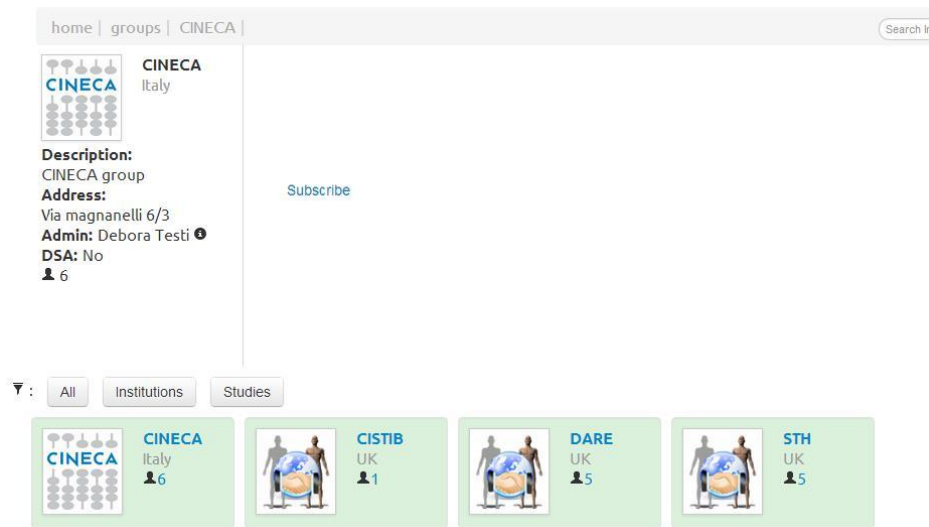 home | groups | CINECA |
Search In
CINECA
CINECA
Italy
Description:
CINECA group
Address:
Via magnanelli 6/3
Admin: Debora Testi
DSA: No
6
Subscribe
:
All
Institutions
Studies
CINECA
CINECA
Italy
6
CISTIB
UK
1
DARE
UK
5
STH
UK
5